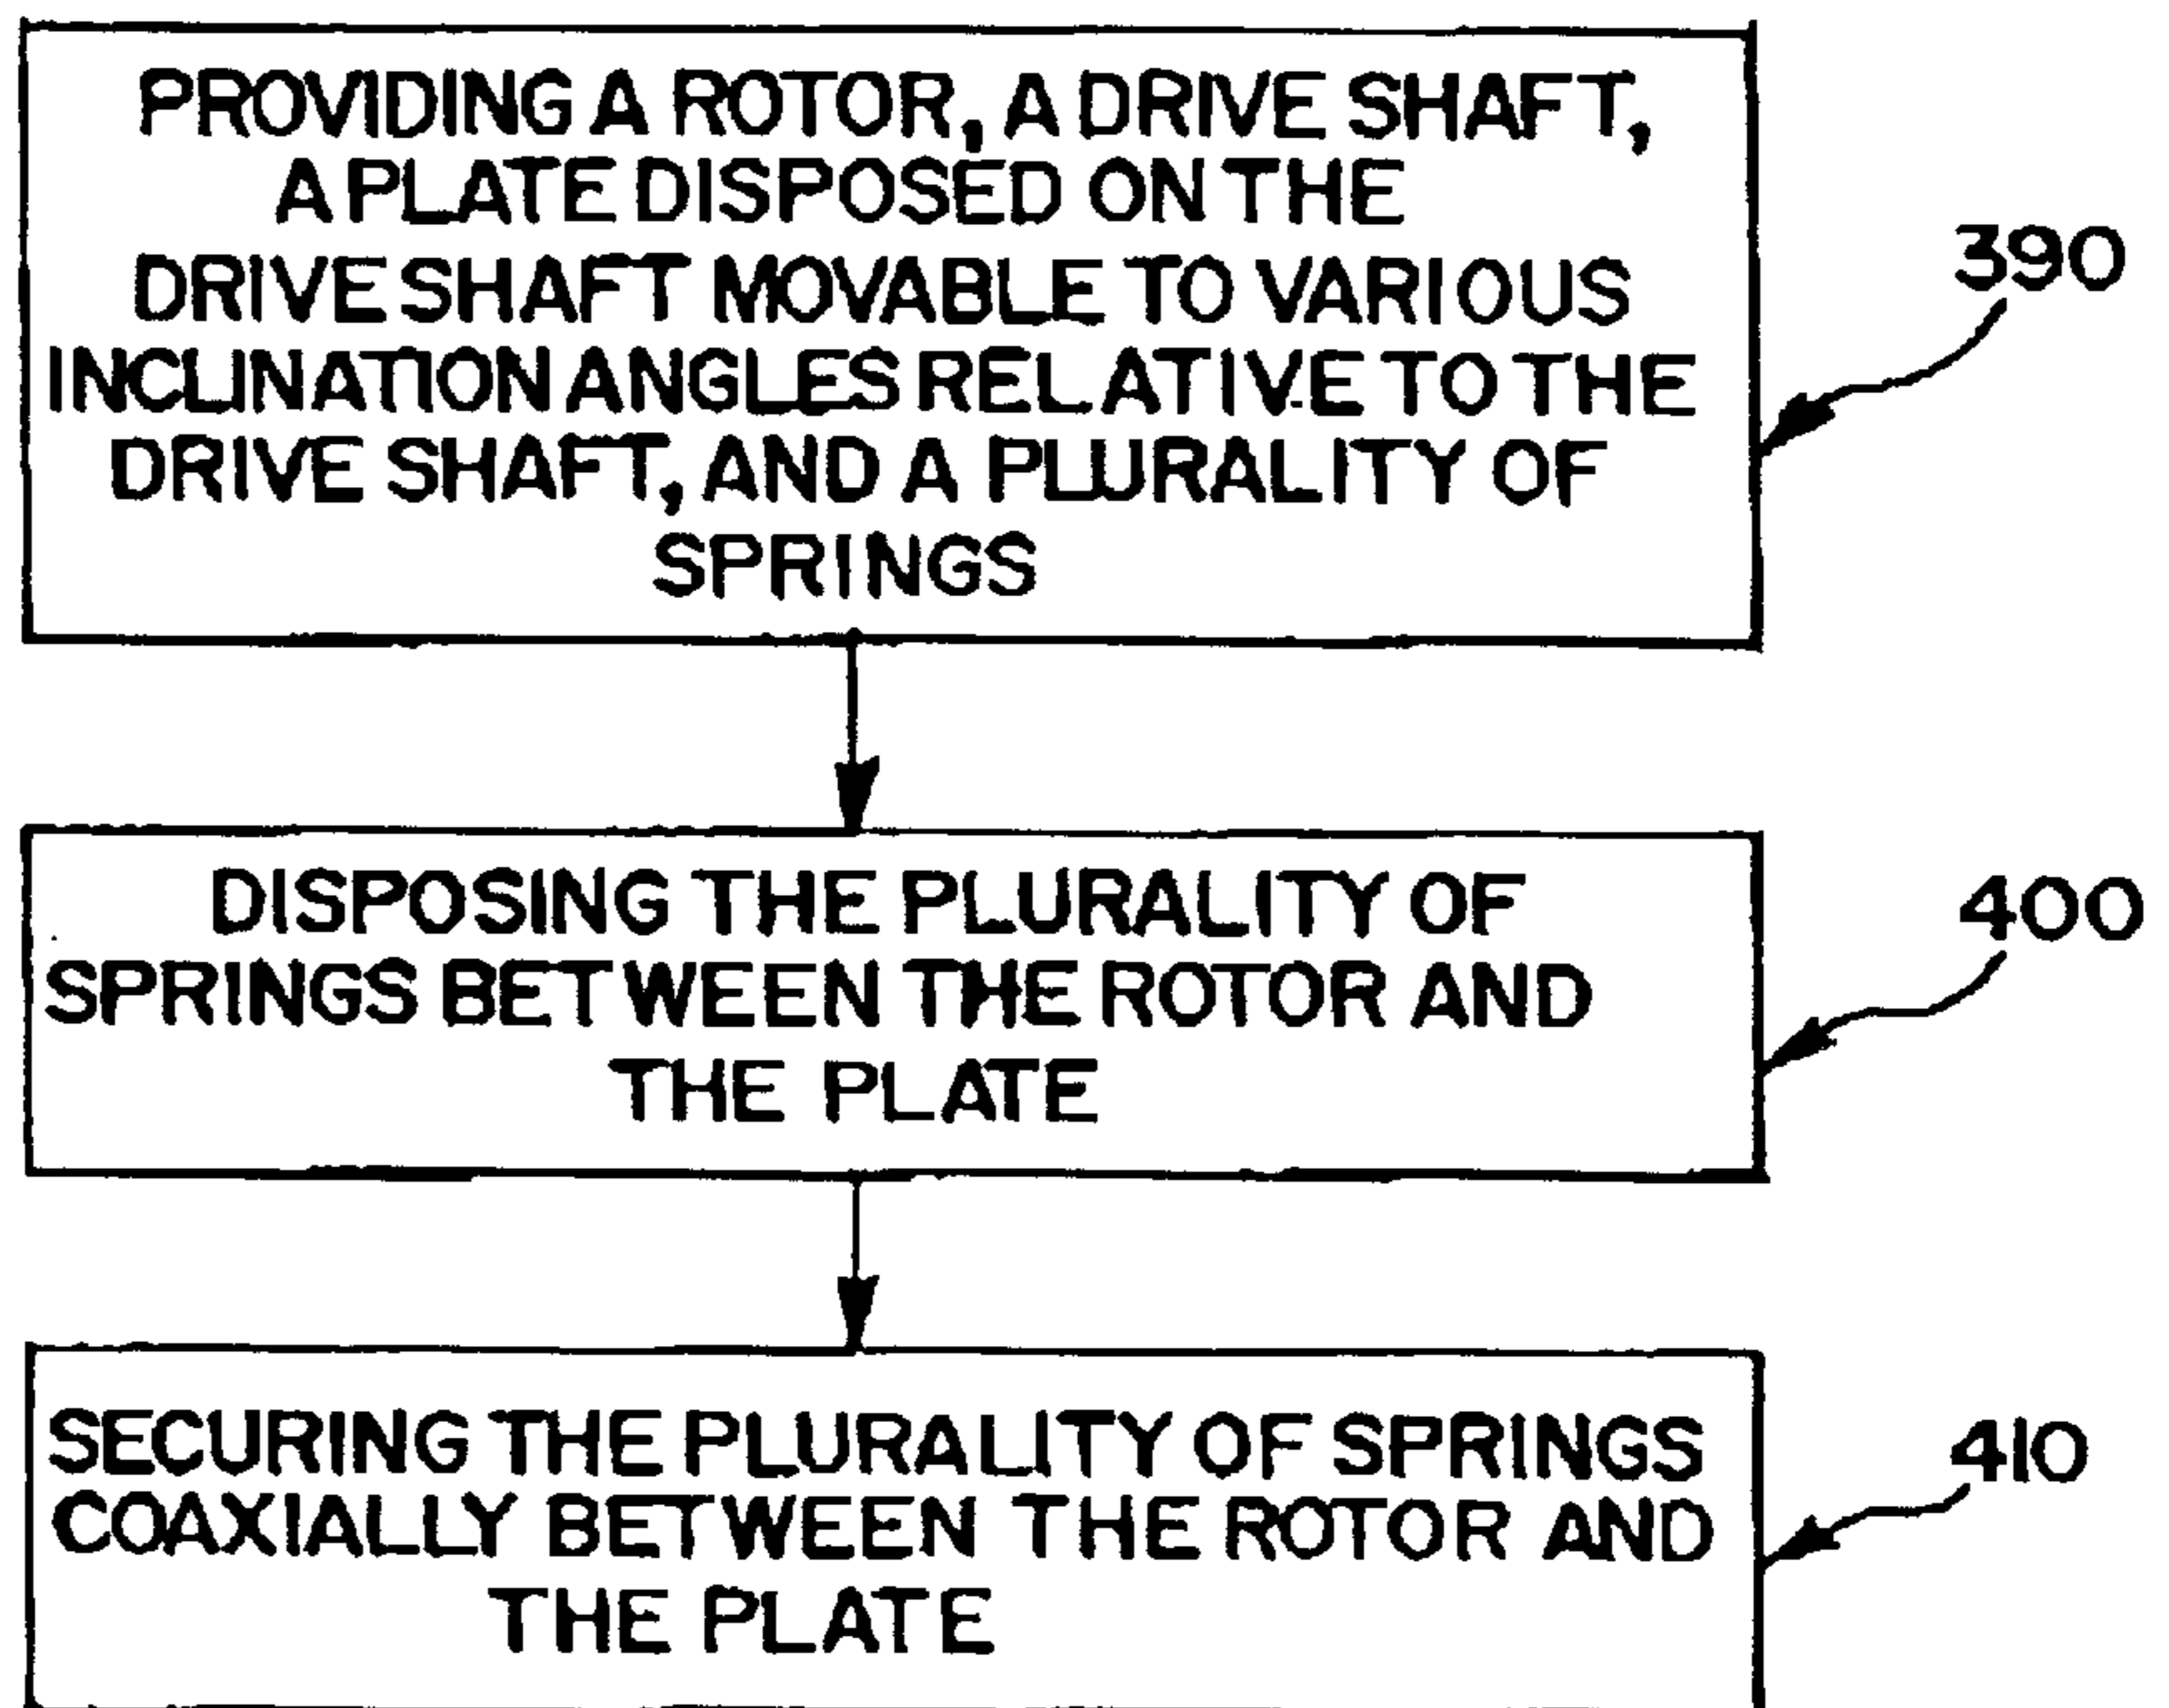 PROVIDING A ROTOR, A DRIVE SHAFT,
A PLATE DISPOSED ON THE
DRIVE SHAFT MOVABLE TO VARIOUS
INCLINATION ANGLES RELATIVE TO THE
DRIVE SHAFT, AND A PLURALITY OF
SPRINGS
390
DISPOSING THE PLURALITY OF
SPRINGS BETWEEN THE ROTOR AND
THE PLATE
400
SECURING THE PLURALITY OF SPRINGS
COAXIALLY BETWEEN THE ROTOR AND
THE PLATE
410